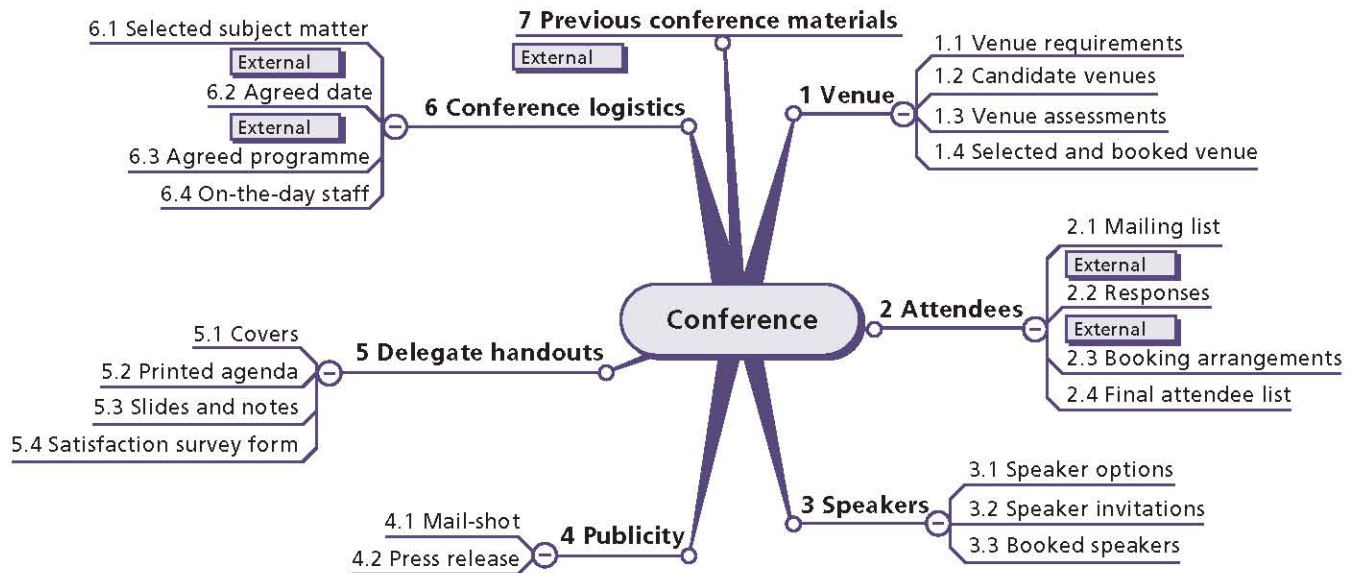 7 Previous conference materials
External
1 Venue
1.1 Venue requirements
1.2 Candidate venues
1.3 Venue assessments
1.4 Selected and booked venue
2 Attendees
2.1 Mailing list
External
2.2 Responses
External
2.3 Booking arrangements
2.4 Final attendee list
Conference
3 Speakers
3.1 Speaker options
3.2 Speaker invitations
3.3 Booked speakers
4 Publicity
4.1 Mail-shot
4.2 Press release
5 Delegate handouts
5.1 Covers
5.2 Printed agenda
5.3 Slides and notes
5.4 Satisfaction survey form
6 Conference logistics
6.1 Selected subject matter
External
6.2 Agreed date
External
6.3 Agreed programme
6.4 On-the-day staff